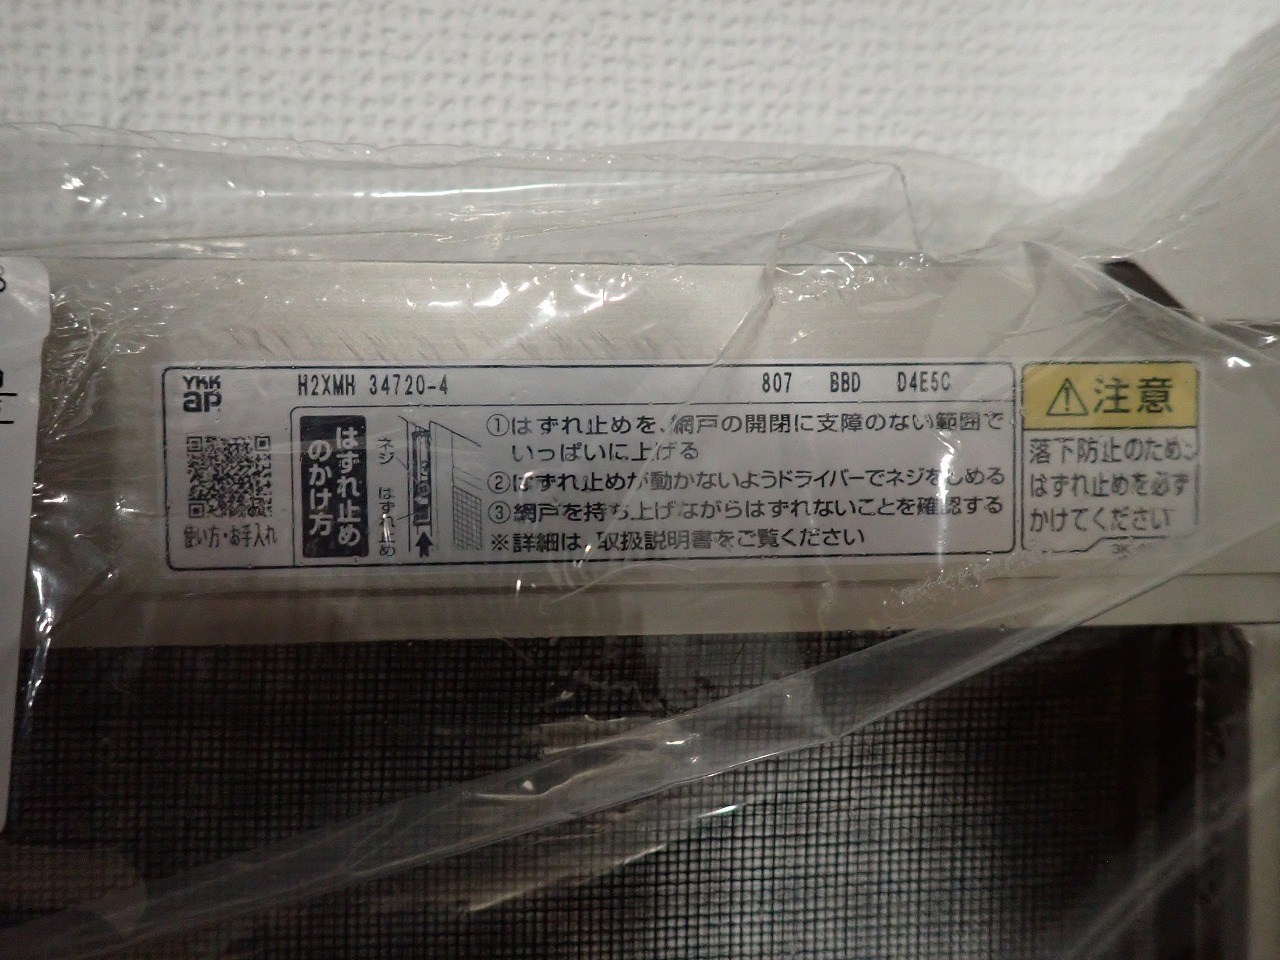 YKK
ap
H2XMH 34720-4 807 BBD D4E5C
使い方・お手入れ
はずれ止め
のかけ方
ネジ
はずれ止め
①はずれ止めを、網戸の開閉に支障のない範囲で
いっぱいに上げる
②はずれ止めが動かないようドライバーでネジをしめる
③網戸を持ち上げながらはずれないことを確認する
※詳細は、取扱説明書をご覧ください
注意
落下防止のため
はずれ止めを必ず
かけてください